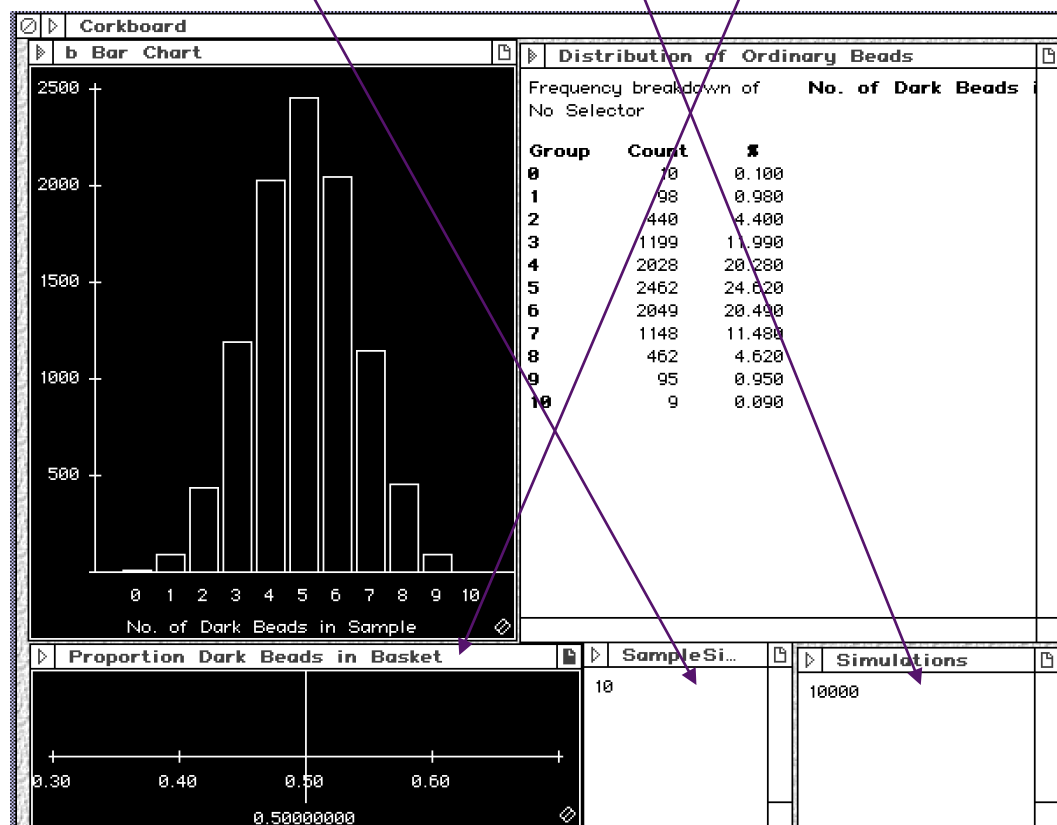 Corkboard
b Bar Chart
2500
2000
1500
1000
500
0 1 2 3 4 5 6 7 8 9 10
No. of Dark Beads in Sample
Distribution of Ordinary Beads
Frequency breakdown of No. of Dark Beads i
No Selector
Group Count %
0 10 0.100
1 98 0.980
2 440 4.400
3 1199 11.990
4 2028 20.280
5 2462 24.620
6 2049 20.490
7 1148 11.480
8 462 4.620
9 95 0.950
10 9 0.090
Proportion Dark Beads in Basket
0.30 0.40 0.50 0.60
0.50000000
SampleSi…
10
Simulations
10000